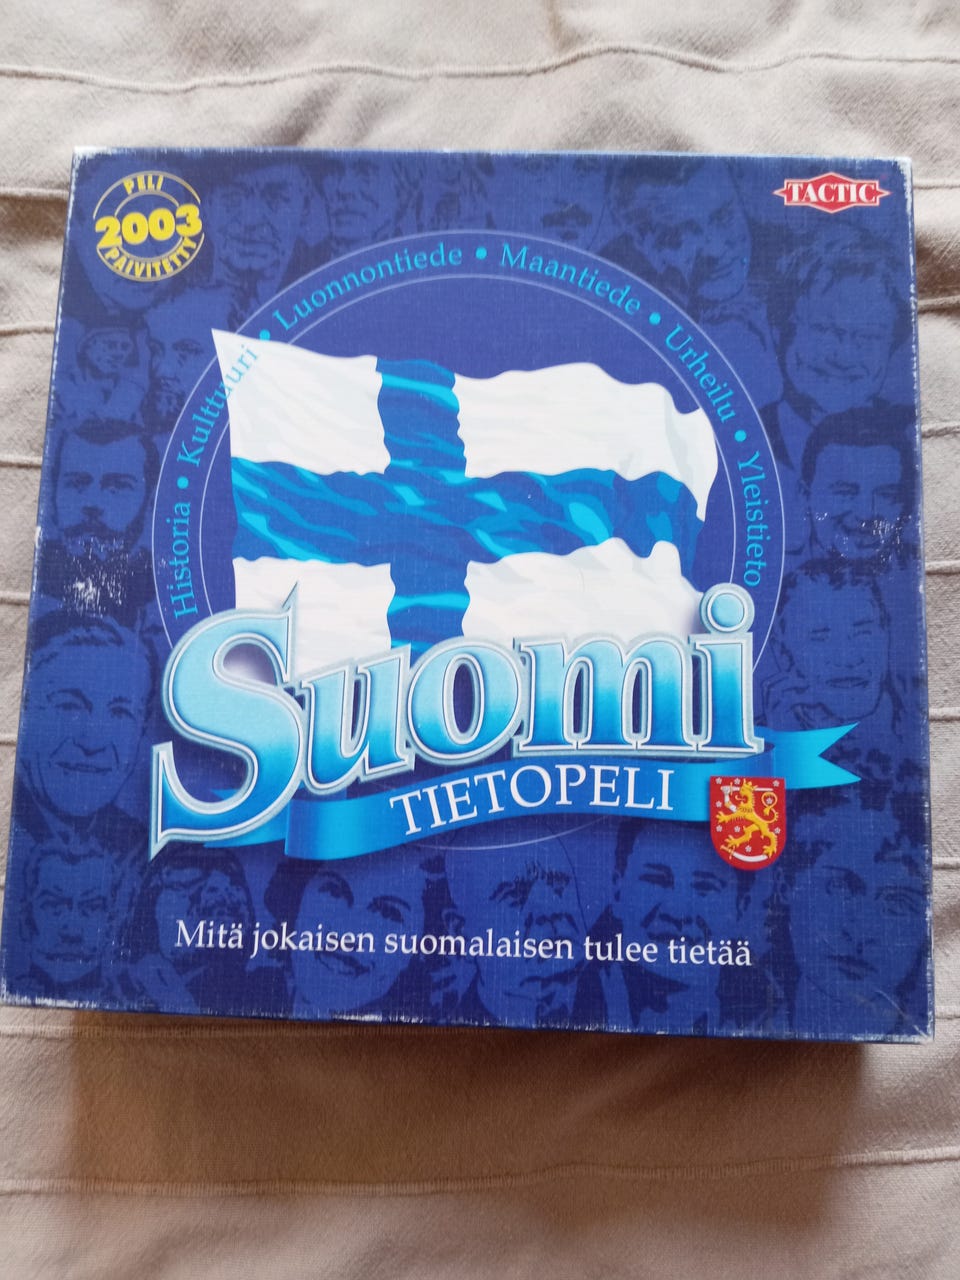 PELI
2003
PÄIVITETTY
TACTIC
Historia • Kulttuuri • Luonnontiede • Maantiede • Urheilu • Yleistieto
Suomi
TIETOPELI
Mitä jokaisen suomalaisen tulee tietää